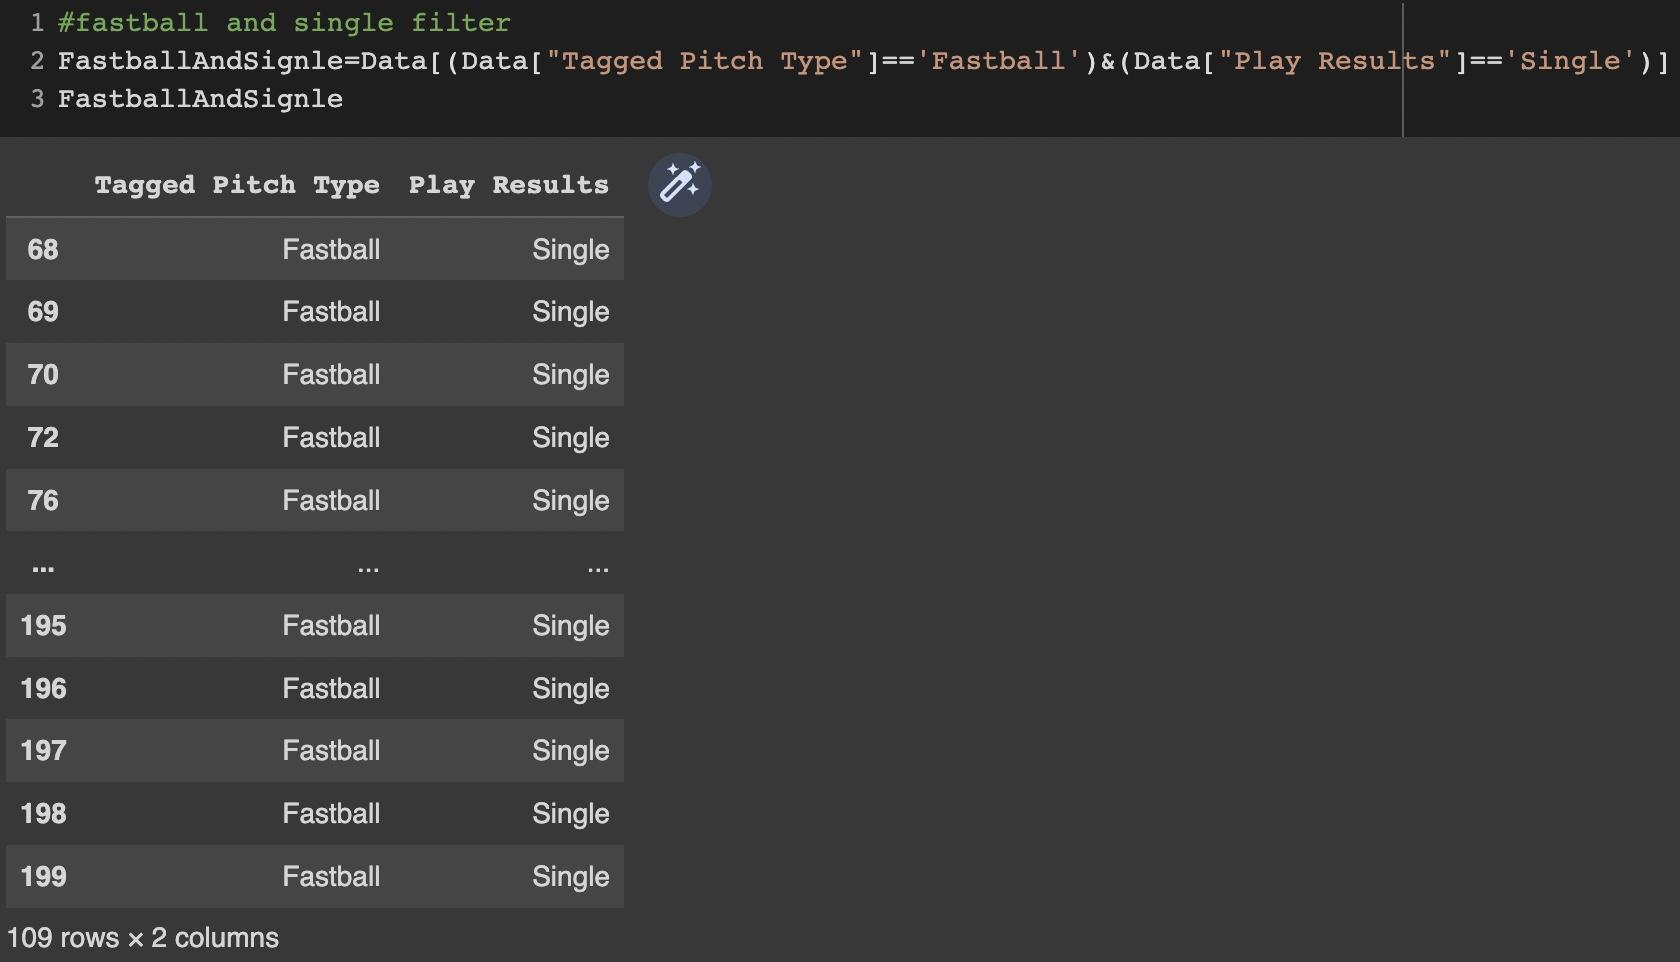 1 #fastball and single filter
2 FastballAndSignle=Data[(Data["Tagged Pitch Type"]=='Fastball')&(Data["Play Results"]=='Single')]
3 FastballAndSignle
Tagged Pitch Type Play Results
68 Fastball Single
69 Fastball Single
70 Fastball Single
72 Fastball Single
76 Fastball Single
... ... ...
195 Fastball Single
196 Fastball Single
197 Fastball Single
198 Fastball Single
199 Fastball Single
109 rows × 2 columns